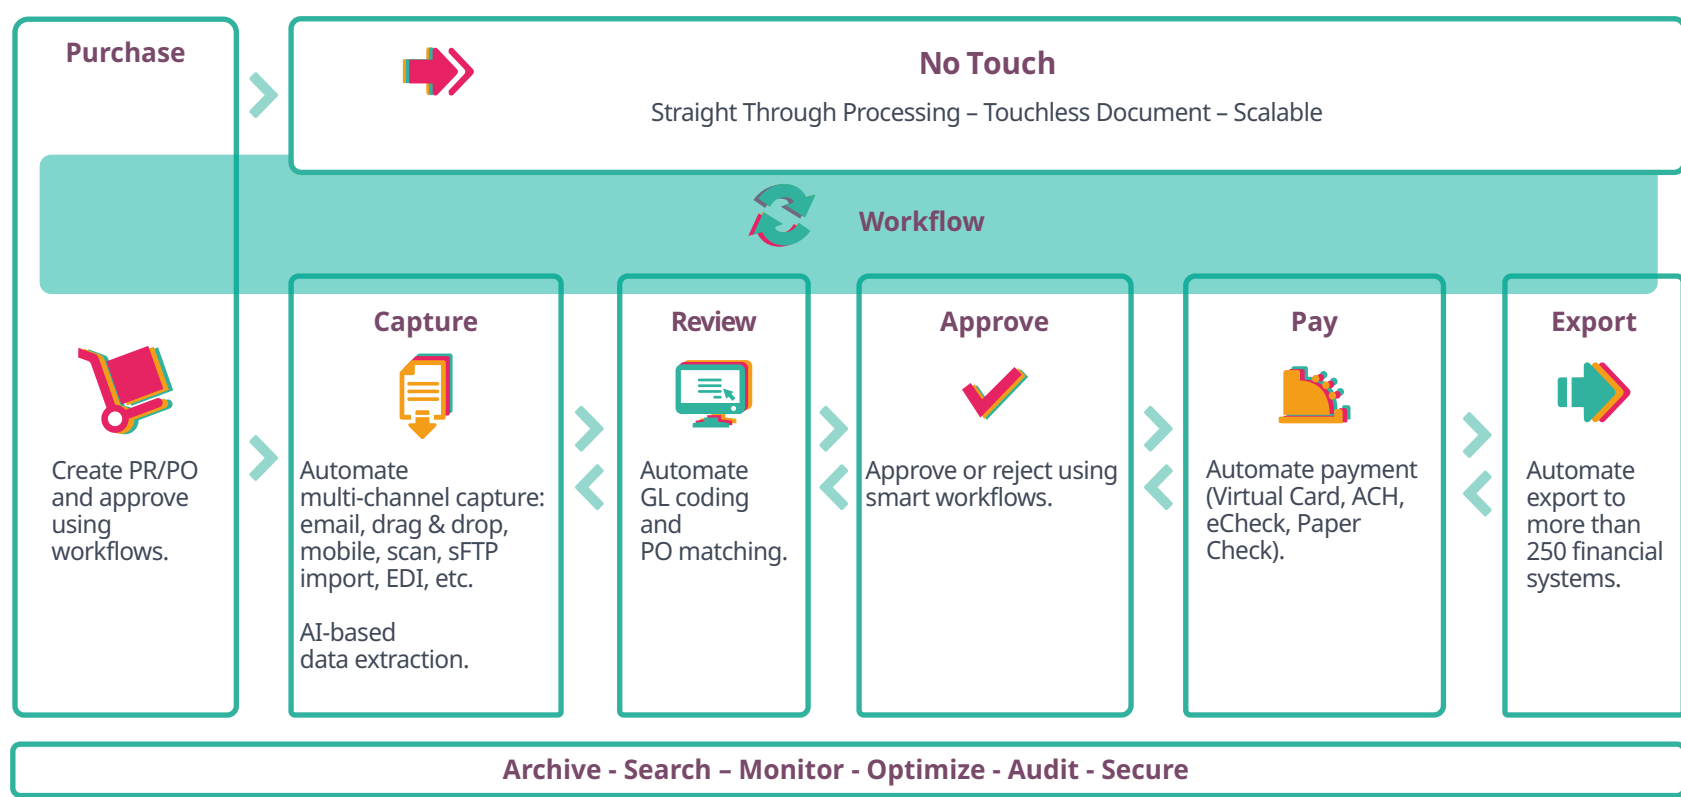 Purchase
No Touch
Straight Through Processing – Touchless Document – Scalable
Workflow
Create PR/PO
and approve
using
workflows.
Capture
Automate
multi-channel capture:
email, drag & drop,
mobile, scan, sFTP
import, EDI, etc.
AI-based
data extraction.
Review
Automate
GL coding
and
PO matching.
Approve
Approve or reject using
smart workflows.
Pay
Automate payment
(Virtual Card, ACH,
eCheck, Paper
Check).
Export
Automate
export to
more than
250 financial
systems.
Archive - Search – Monitor - Optimize - Audit - Secure